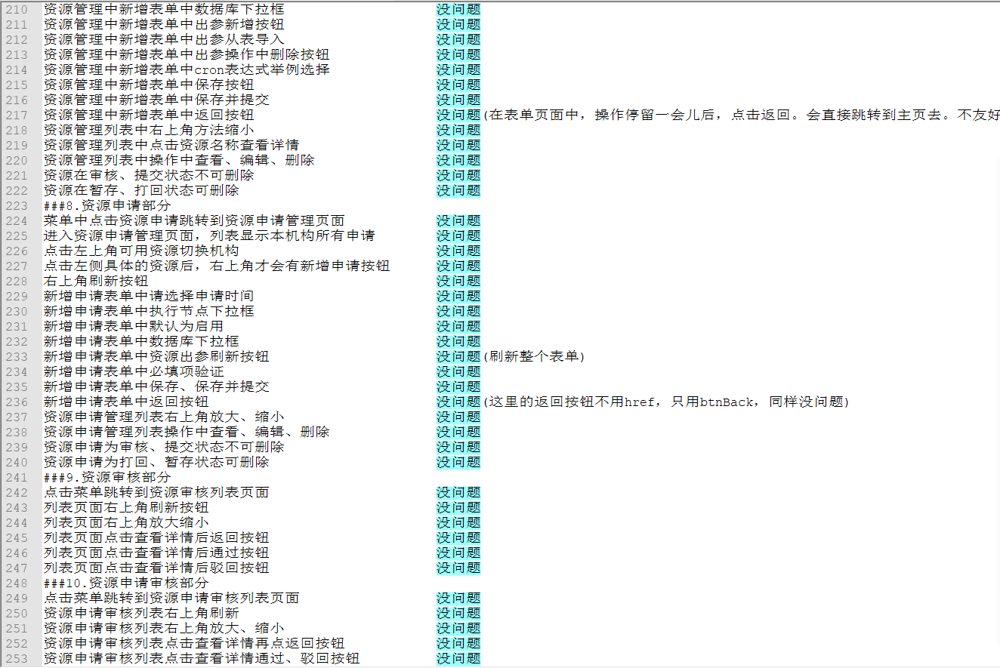 210 资源管理中新增表单中数据库下拉框 没问题
211 资源管理中新增表单中出参新增按钮 没问题
212 资源管理中新增表单中出参从表导入 没问题
213 资源管理中新增表单中出参操作中删除按钮 没问题
214 资源管理中新增表单中cron表达式举例选择 没问题
215 资源管理中新增表单中保存按钮 没问题
216 资源管理中新增表单中保存并提交 没问题
217 资源管理中新增表单中返回按钮 没问题(在表单页面中，操作停留一会儿后，点击返回。会直接跳转到主页去。不友好
218 资源管理列表中右上角方法缩小 没问题
219 资源管理列表中点击资源名称查看详情 没问题
220 资源管理列表中操作中查看、编辑、删除 没问题
221 资源在审核、提交状态不可删除 没问题
222 资源在暂存、打回状态可删除 没问题
223 ###8.资源申请部分
224 菜单中点击资源申请跳转到资源申请管理页面 没问题
225 进入资源申请管理页面，列表显示本机构所有申请 没问题
226 点击左上角可用资源切换机构 没问题
227 点击左侧具体的资源后，右上角才会有新增申请按钮 没问题
228 右上角刷新按钮 没问题
229 新增申请表单中请选择申请时间 没问题
230 新增申请表单中执行节点下拉框 没问题
231 新增申请表单中默认为启用 没问题
232 新增申请表单中数据库下拉框 没问题
233 新增申请表单中资源出参刷新按钮 没问题(刷新整个表单)
234 新增申请表单中必填项验证 没问题
235 新增申请表单中保存、保存并提交 没问题
236 新增申请表单中返回按钮 没问题(这里的返回按钮不用href，只用btnBack，同样没问题)
237 资源申请管理列表右上角放大、缩小 没问题
238 资源申请管理列表操作中查看、编辑、删除 没问题
239 资源申请为审核、提交状态不可删除 没问题
240 资源申请为打回、暂存状态可删除 没问题
241 ###9.资源审核部分
242 点击菜单跳转到资源审核列表页面 没问题
243 列表页面右上角刷新按钮 没问题
244 列表页面右上角放大缩小 没问题
245 列表页面点击查看详情后返回按钮 没问题
246 列表页面点击查看详情后通过按钮 没问题
247 列表页面点击查看详情后驳回按钮 没问题
248 ###10.资源申请审核部分
249 点击菜单跳转到资源申请审核列表页面 没问题
250 资源申请审核列表右上角刷新 没问题
251 资源申请审核列表右上角放大、缩小 没问题
252 资源申请审核列表点击查看详情再点返回按钮 没问题
253 资源申请审核列表点击查看详情通过、驳回按钮 没问题